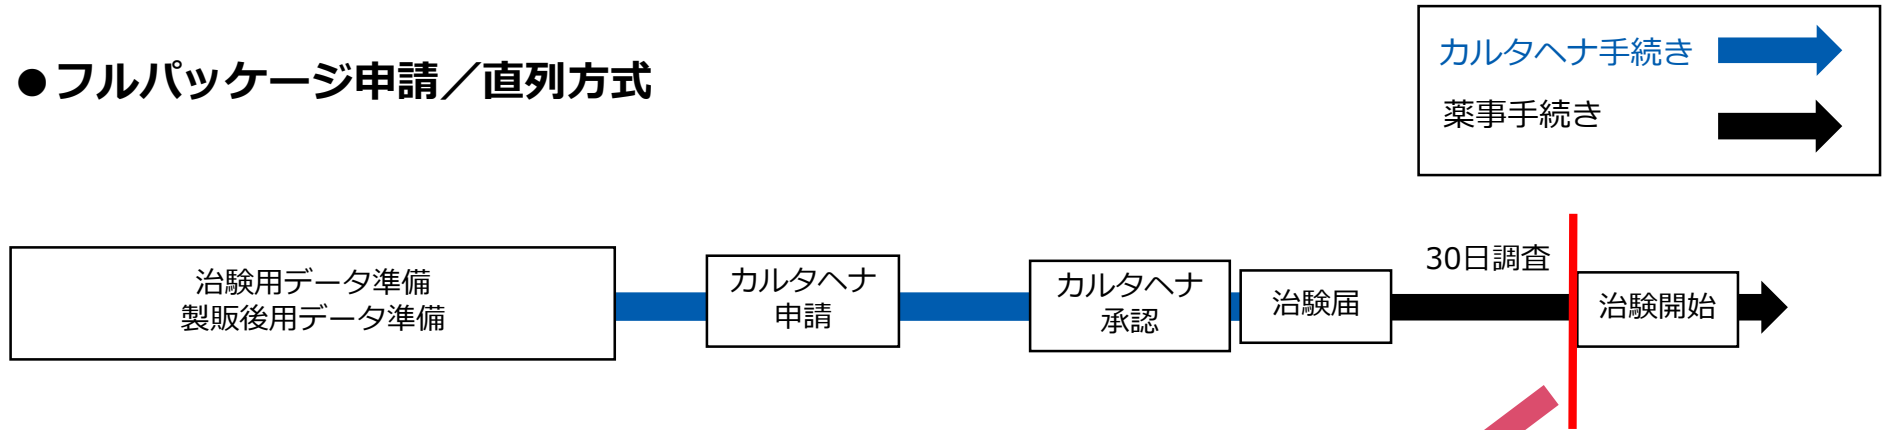 カルタヘナ手続き
●フルパッケージ申請／直列方式
薬事手続き
30日調査
治験用データ準備
製販後用データ準備
カルタヘナ
申請
カルタヘナ
承認
治験届
治験開始